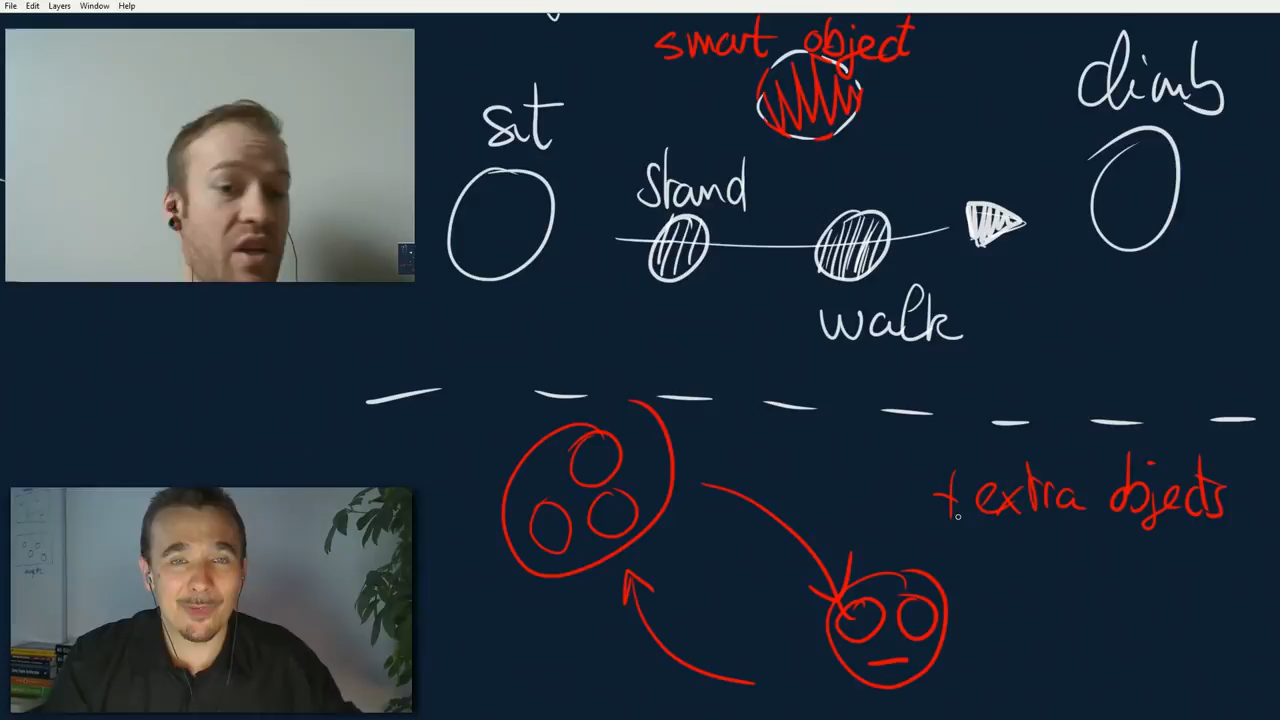 File Edit Layers Window Help
smart object
sit
climb
stand
walk
+ extra objects